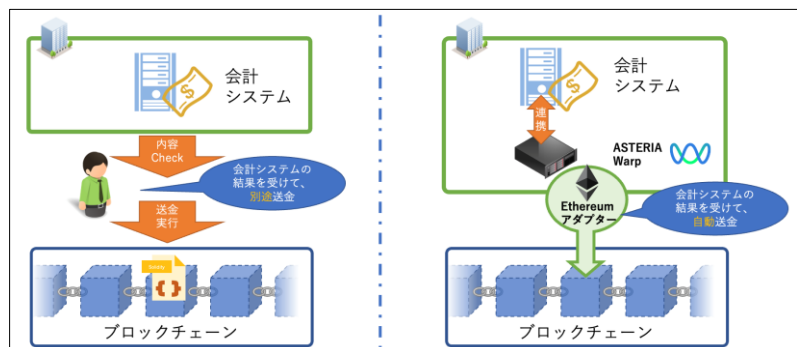 会計
システム
内容
Check
会計システムの
結果を受けて、
別途送金
送金
実行
ブロックチェーン
会計
システム
連携
ASTERIA
Warp
Ethereum
アダプター
会計システムの
結果を受けて、
自動送金
ブロックチェーン